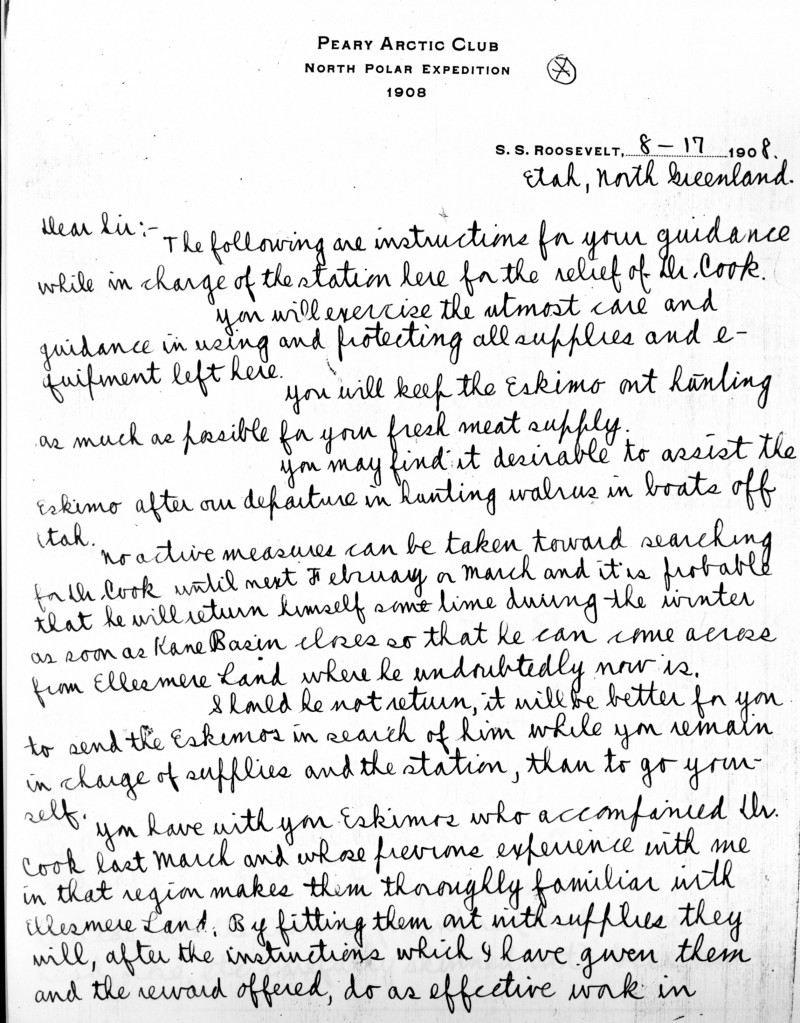 PEARY ARCTIC CLUB
NORTH POLAR EXPEDITION
1908
S. S. ROOSEVELT, 8 – 17 1908.
Etah, North Greenland.
Dear Sir:–
The following are instructions for your guidance
while in charge of the station here for the relief of Dr. Cook.
You will exercise the utmost care and
guidance in using and protecting all supplies and e-
quipment left here.
You will keep the Eskimo out hunting
as much as possible for your fresh meat supply.
You may find it desirable to assist the
Eskimo after our departure in hunting walrus in boats off
Etah.
No active measures can be taken toward searching
for Dr. Cook until next February or March and it is probable
that he will return himself some time during the winter
as soon as Kane Basin closes so that he can come across
from Ellesmere Land where he undoubtedly now is.
Should he not return, it will be better for you
to send the Eskimos in search of him while you remain
in charge of supplies and the station, than to go your-
self.
You have with you Eskimos who accompanied Dr.
Cook last March and whose previous experience with me
in that region makes them thoroughly familiar with
Ellesmere Land. By fitting them out with supplies they
will, after the instructions which I have given them
and the reward offered, do as effective work in